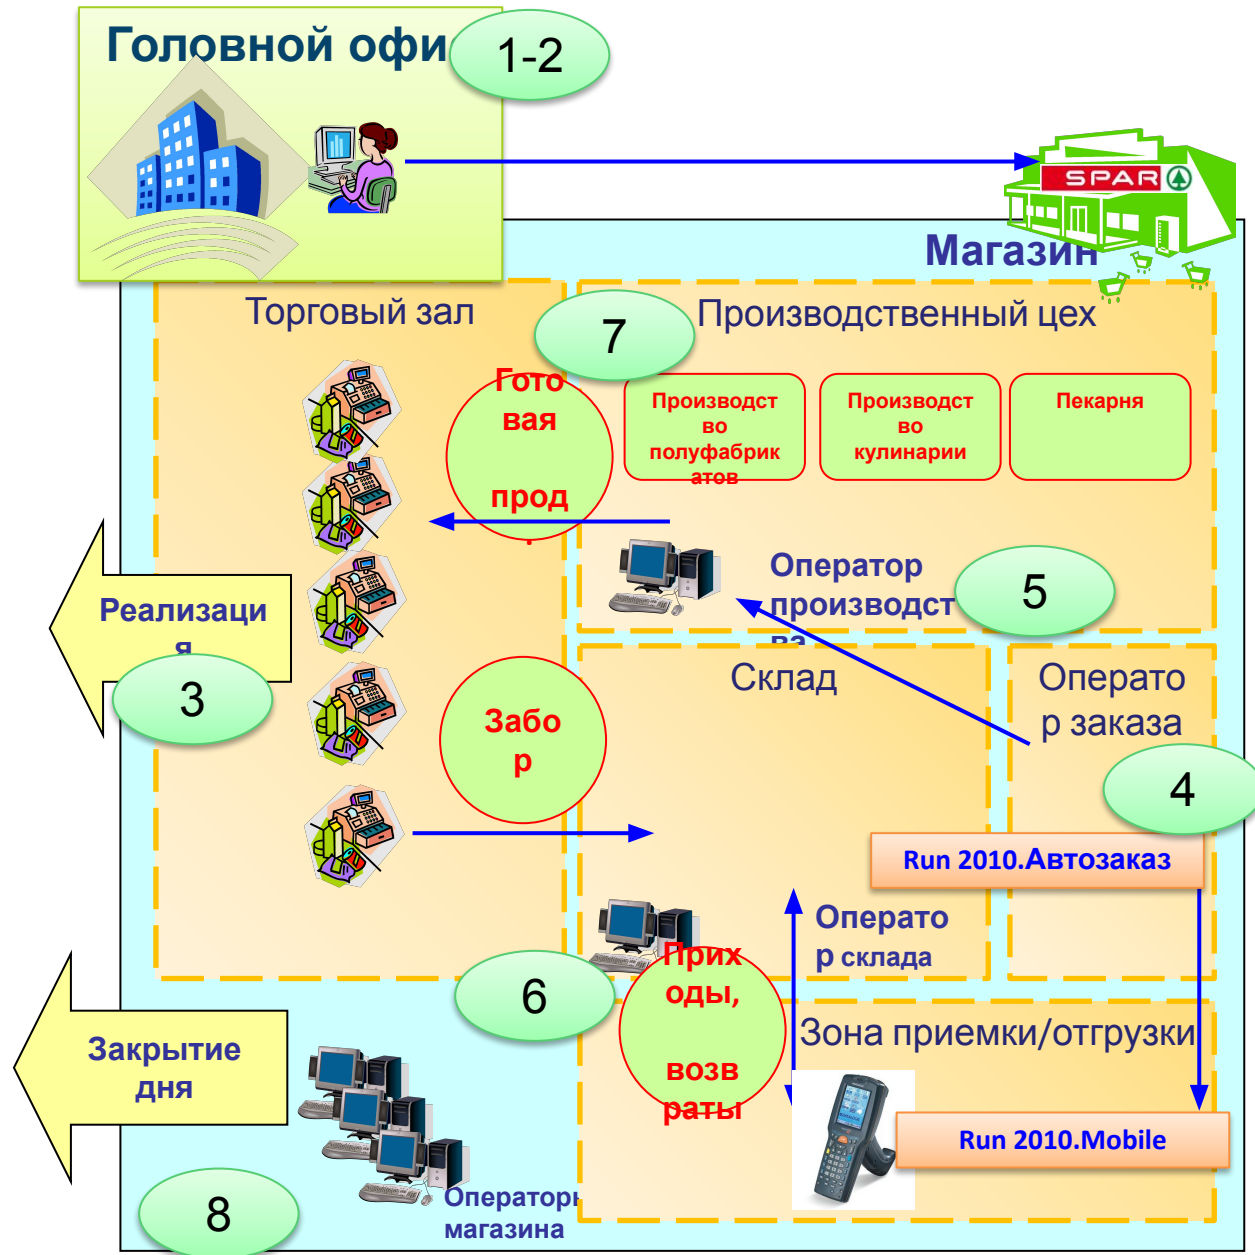 Головной офи
1-2
SPAR
Магазин
Торговый зал
7
Производственный цех
Гото
вая
прод
.
Производст
во
полуфабрик
атов
Производст
во
кулинарии
Пекарня
Оператор
производст
ва
5
Реализаци
я
3
Забо
р
Склад
Операто
р заказа
4
Run 2010.Автозаказ
Операто
р склада
6
Прих
оды,
возв
раты
Зона приемки/отгрузки
Run 2010.Mobile
Закрытие
дня
8
Операторы
магазина